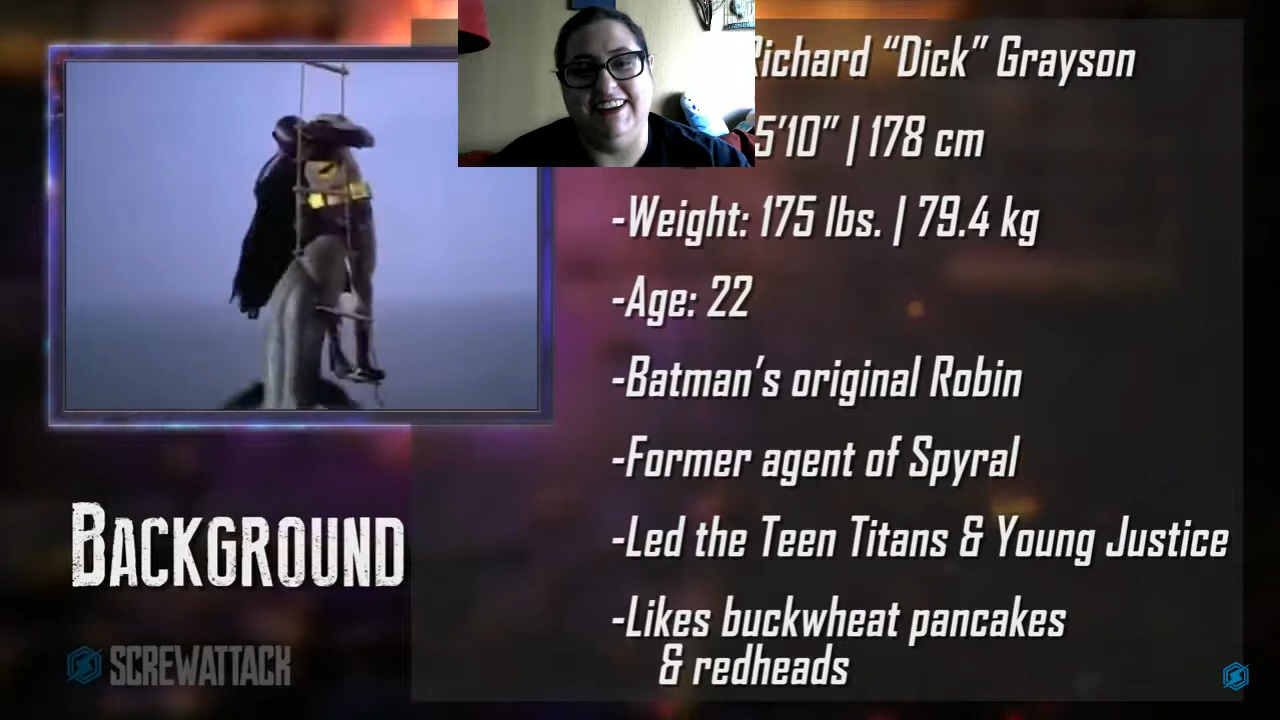 Richard “Dick” Grayson
5’10” | 178 cm
-Weight: 175 lbs. | 79.4 kg
-Age: 22
-Batman’s original Robin
-Former agent of Spyral
-Led the Teen Titans & Young Justice
-Likes buckwheat pancakes
& redheads
BACKGROUND
SCREWATTACK